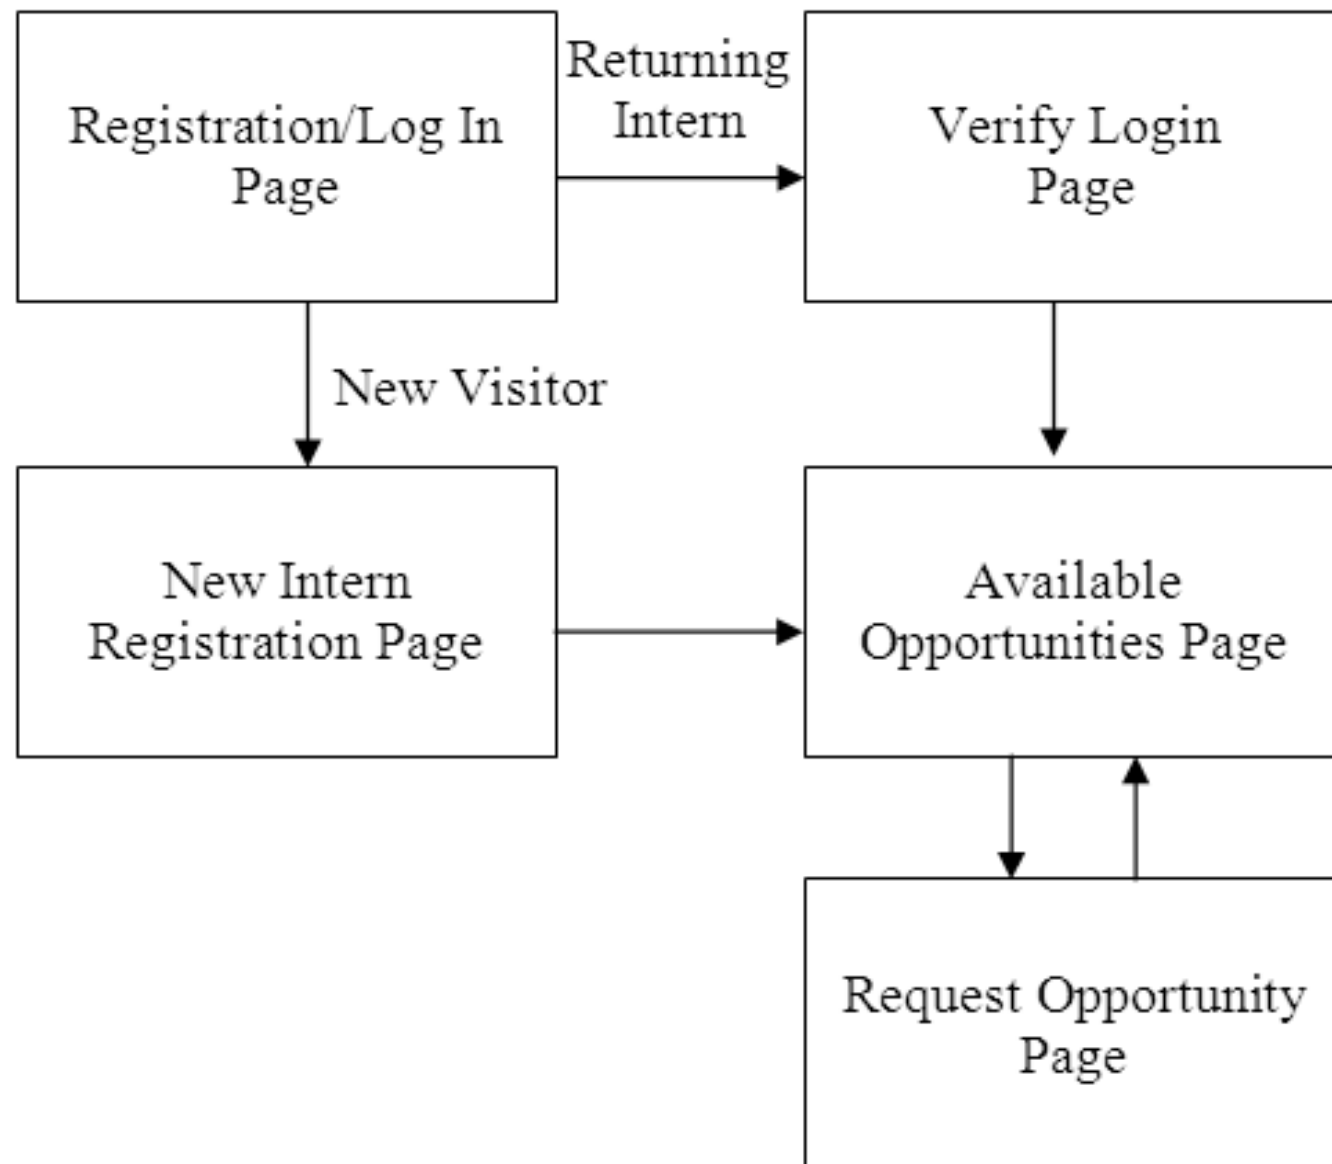 Registration/Log In
Page
Returning
Intern
Verify Login
Page
New Visitor
New Intern
Registration Page
Available
Opportunities Page
Request Opportunity
Page